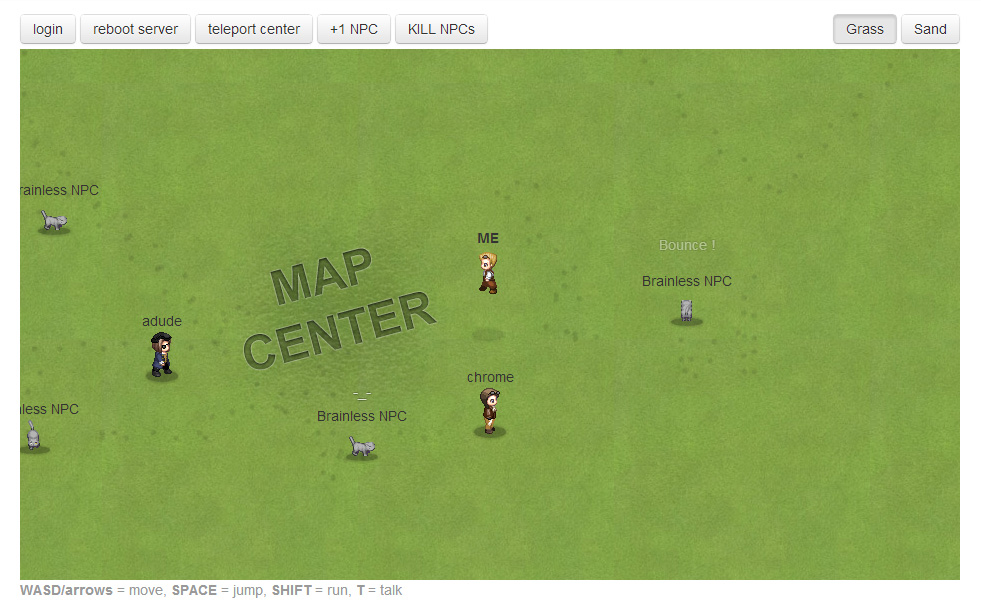 login reboot server teleport center +1 NPC KILL NPCs Grass Sand
rainless NPC
ME
Bounce !
MAP
CENTER
Brainless NPC
adude
chrome
nless NPC
Brainless NPC
WASD/arrows = move, SPACE = jump, SHIFT = run, T = talk